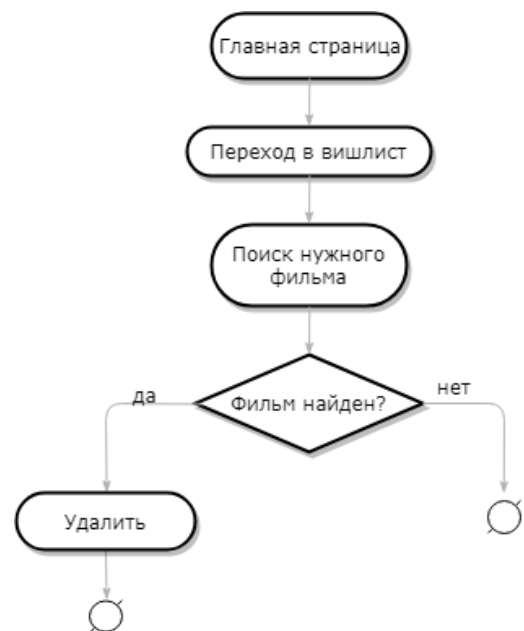 Главная страница
Переход в вишлист
Поиск нужного
фильма
Фильм найден?
да
нет
Удалить